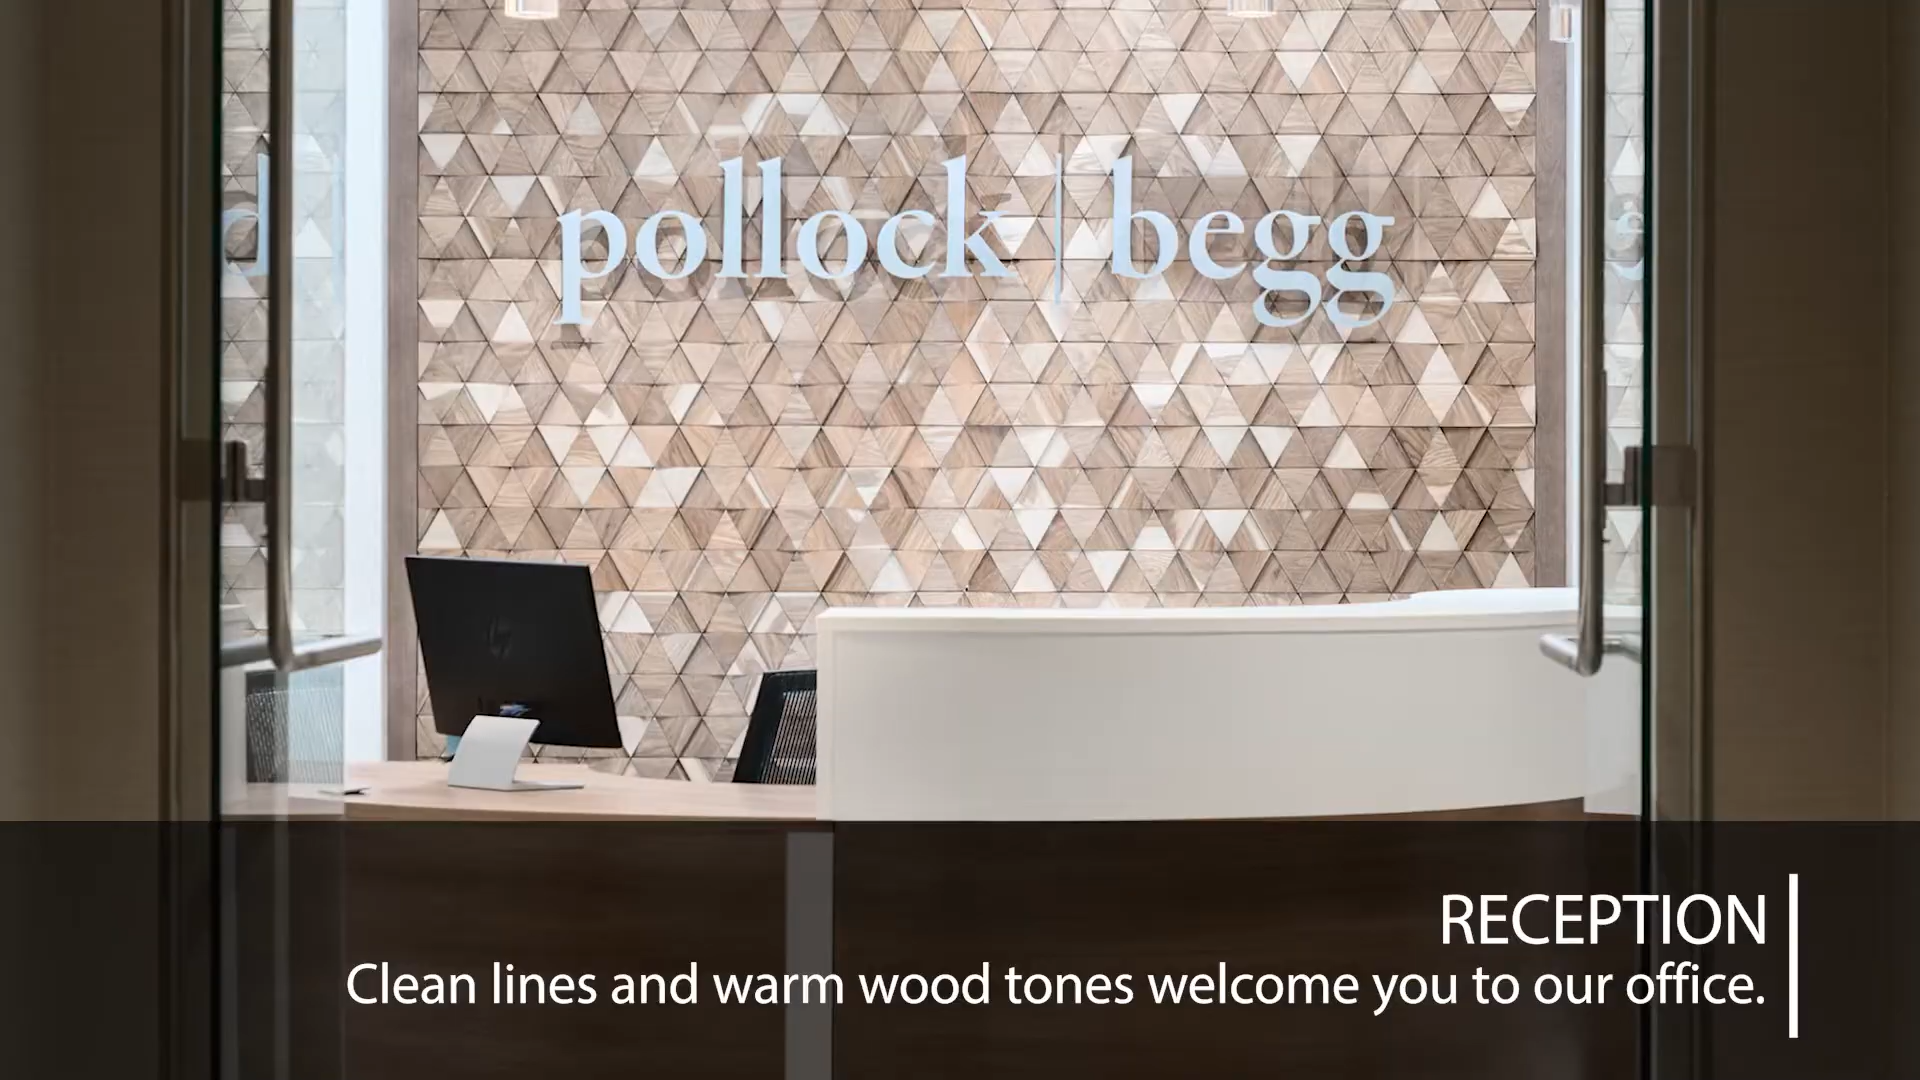 pollock | begg
RECEPTION
Clean lines and warm wood tones welcome you to our office.